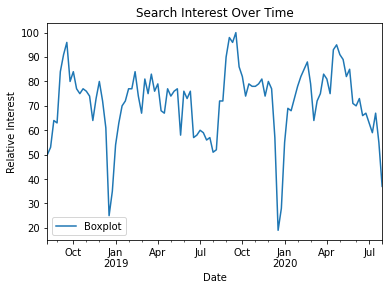 Search Interest Over Time
Relative Interest
100
90
80
70
60
50
40
30
20
Boxplot
Oct Jan Apr Jul Oct Jan Apr Jul
2019 2020
Date